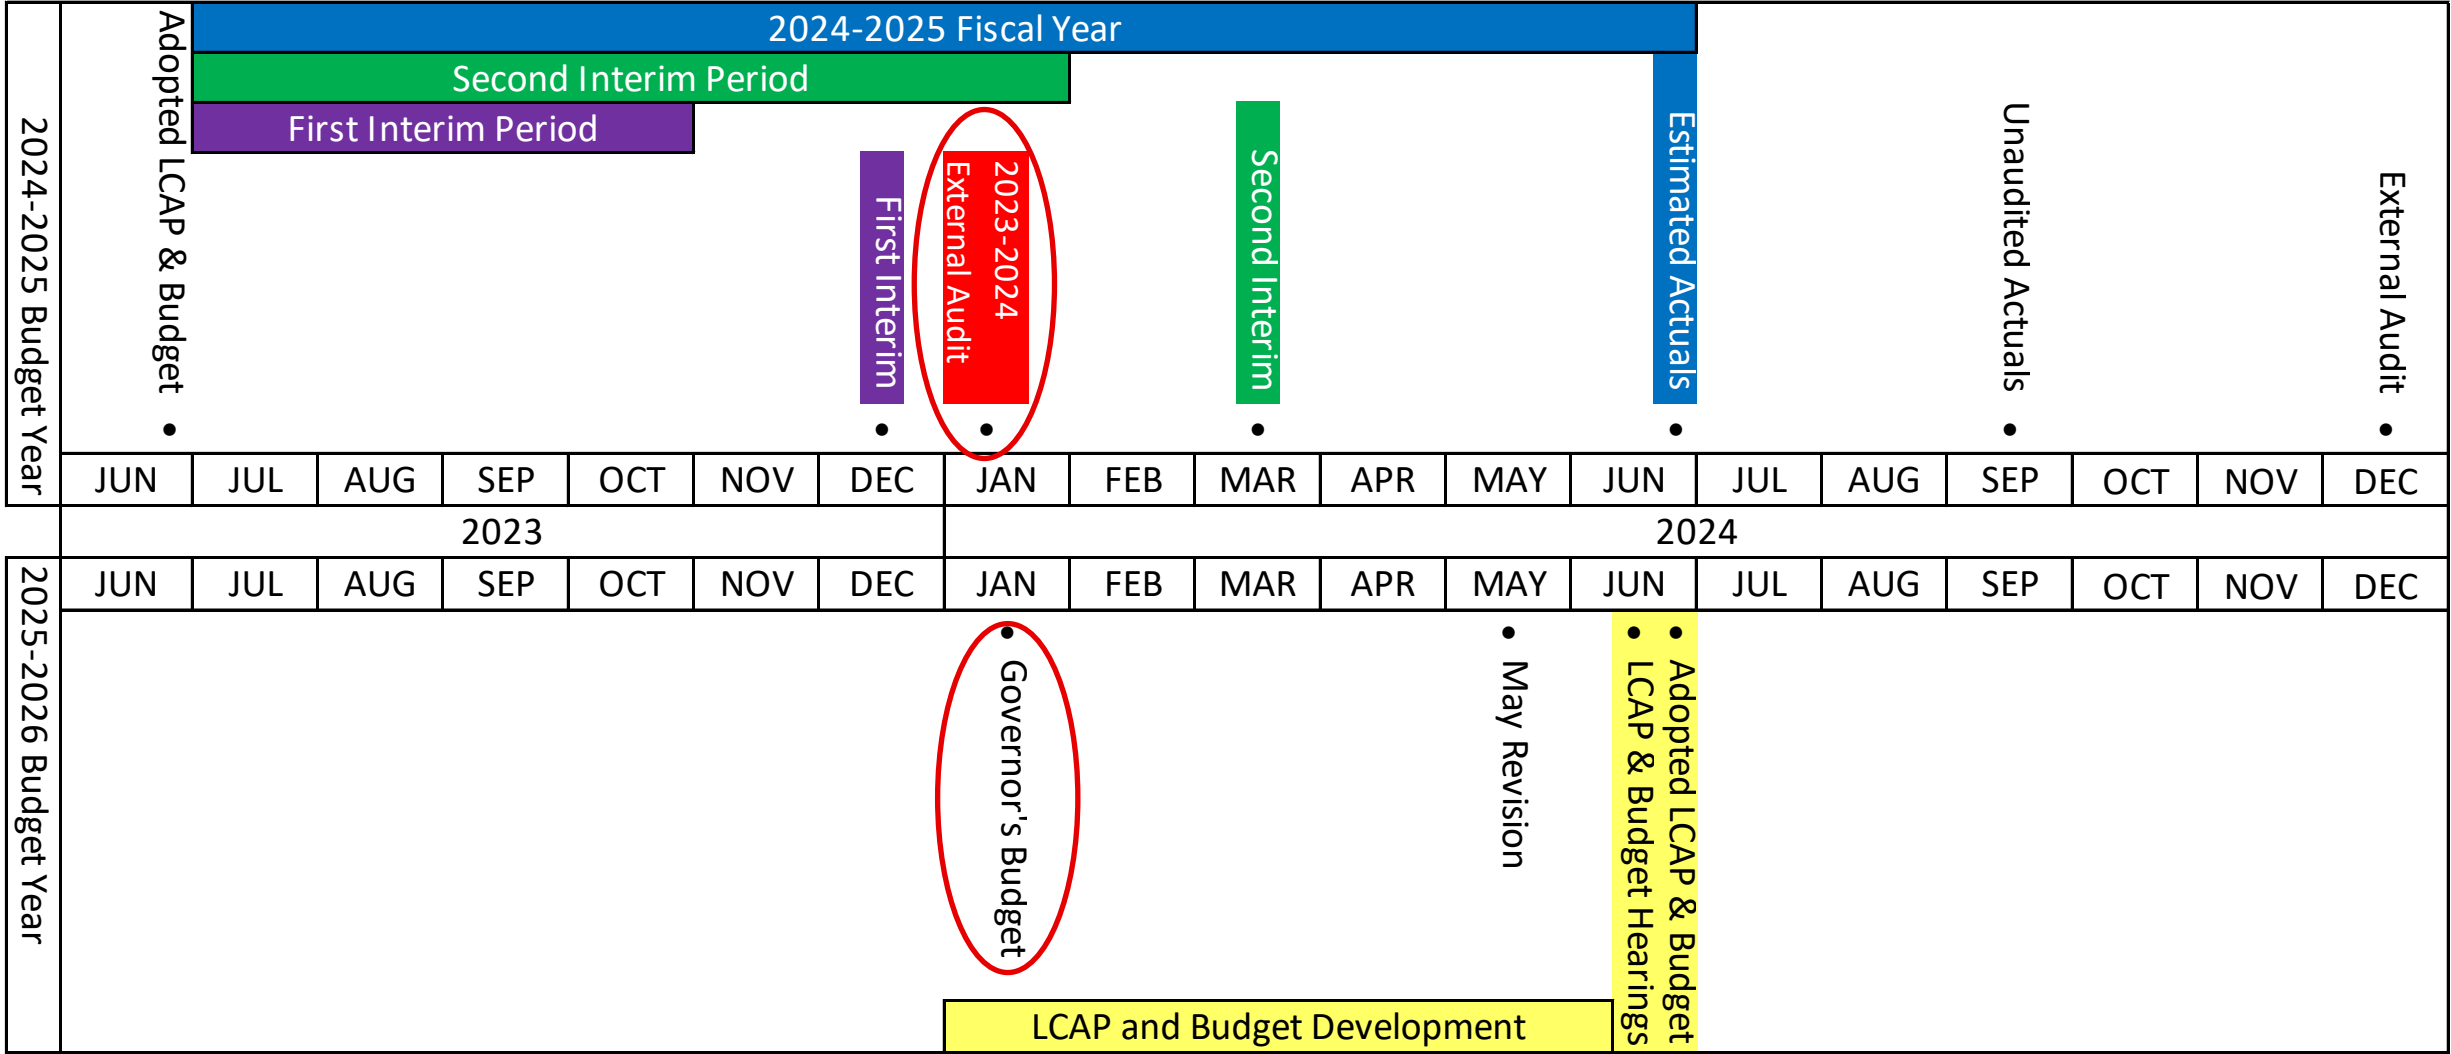 2024-2025 Budget Year
Adopted LCAP & Budget
2024-2025 Fiscal Year
Second Interim Period
First Interim Period
First Interim
2023-2024
External Audit
Second Interim
Estimated Actuals
Unaudited Actuals
External Audit
JUN JUL AUG SEP OCT NOV DEC JAN FEB MAR APR MAY JUN JUL AUG SEP OCT NOV DEC
2023 2024
2025-2026 Budget Year
JUN JUL AUG SEP OCT NOV DEC JAN FEB MAR APR MAY JUN JUL AUG SEP OCT NOV DEC
Governor's Budget
May Revision
LCAP & Budget Hearings
Adopted LCAP & Budget
LCAP and Budget Development